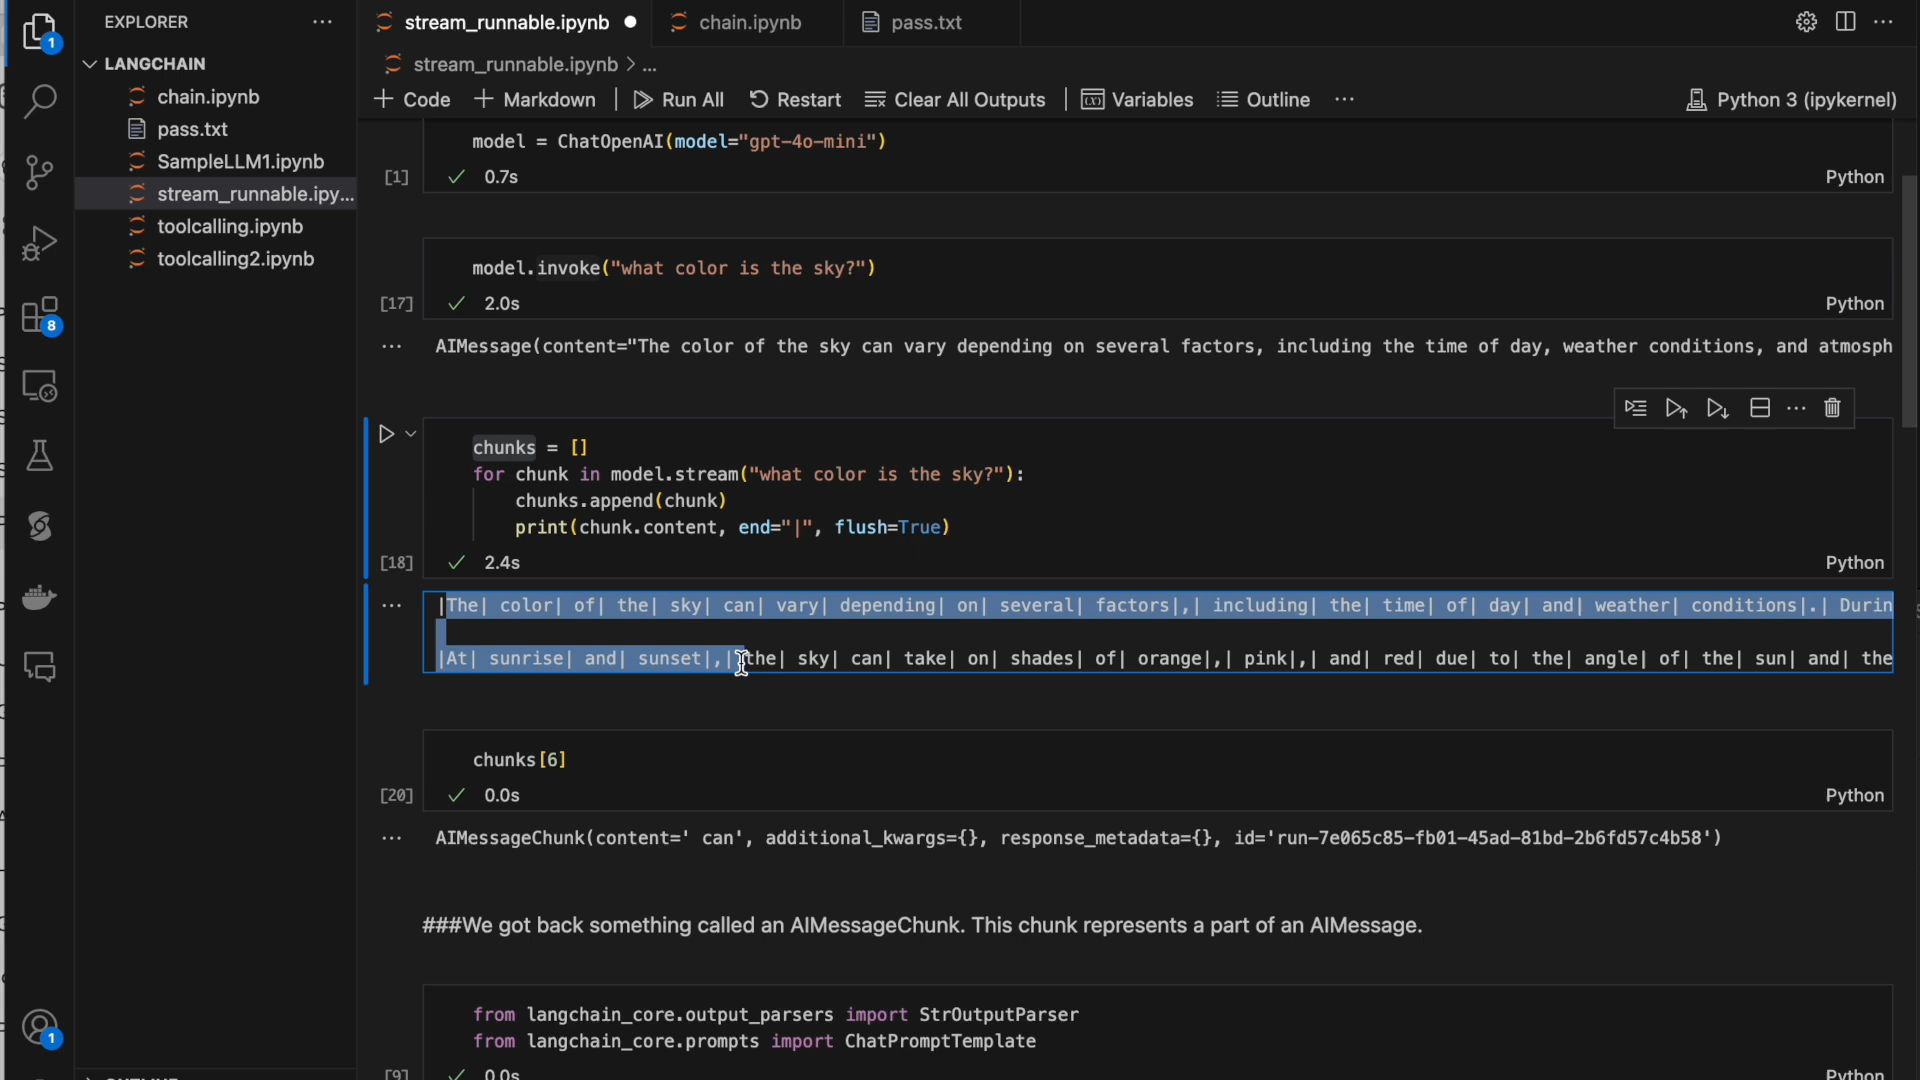 EXPLORER
LANGCHAIN
chain.ipynb
pass.txt
SampleLLM1.ipynb
stream_runnable.ipy...
toolcalling.ipynb
toolcalling2.ipynb
1
8
1
stream_runnable.ipynb
chain.ipynb
pass.txt
stream_runnable.ipynb > ...
Code
Markdown
Run All
Restart
Clear All Outputs
Variables
Outline
Python 3 (ipykernel)
model = ChatOpenAI(model="gpt-4o-mini")
[1]
0.7s
Python
model.invoke("what color is the sky?")
[17]
2.0s
Python
AIMessage(content="The color of the sky can vary depending on several factors, including the time of day, weather conditions, and atmosph
chunks = []
for chunk in model.stream("what color is the sky?"):
chunks.append(chunk)
print(chunk.content, end="|", flush=True)
[18]
2.4s
Python
|The| color| of| the| sky| can| vary| depending| on| several| factors|,| including| the| time| of| day| and| weather| conditions|.| Durin
|At| sunrise| and| sunset|,| the| sky| can| take| on| shades| of| orange|,| pink|,| and| red| due| to| the| angle| of| the| sun| and| the
chunks[6]
[20]
0.0s
Python
AIMessageChunk(content=' can', additional_kwargs={}, response_metadata={}, id='run-7e065c85-fb01-45ad-81bd-2b6fd57c4b58')
###We got back something called an AIMessageChunk. This chunk represents a part of an AIMessage.
from langchain_core.output_parsers import StrOutputParser
from langchain_core.prompts import ChatPromptTemplate
[9]
0.0s
Python